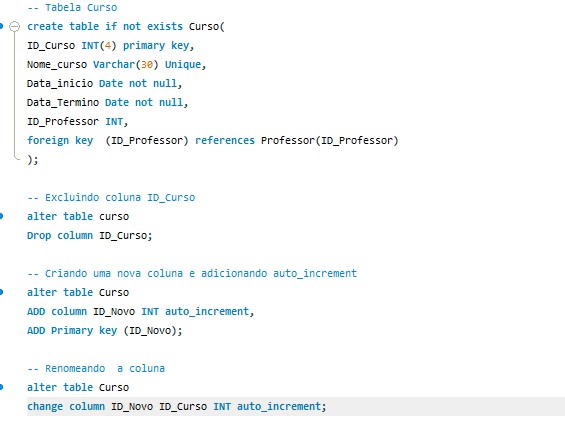 -- Tabela Curso
create table if not exists Curso(
ID_Curso INT(4) primary key,
Nome_curso Varchar(30) Unique,
Data_inicio Date not null,
Data_Termino Date not null,
ID_Professor INT,
foreign key  (ID_Professor) references Professor(ID_Professor)
);
-- Excluindo coluna ID_Curso
alter table curso
Drop column ID_Curso;
-- Criando uma nova coluna e adicionando auto_increment
alter table Curso
ADD column ID_Novo INT auto_increment,
ADD Primary key (ID_Novo);
-- Renomeando  a coluna
alter table Curso
change column ID_Novo ID_Curso INT auto_increment;